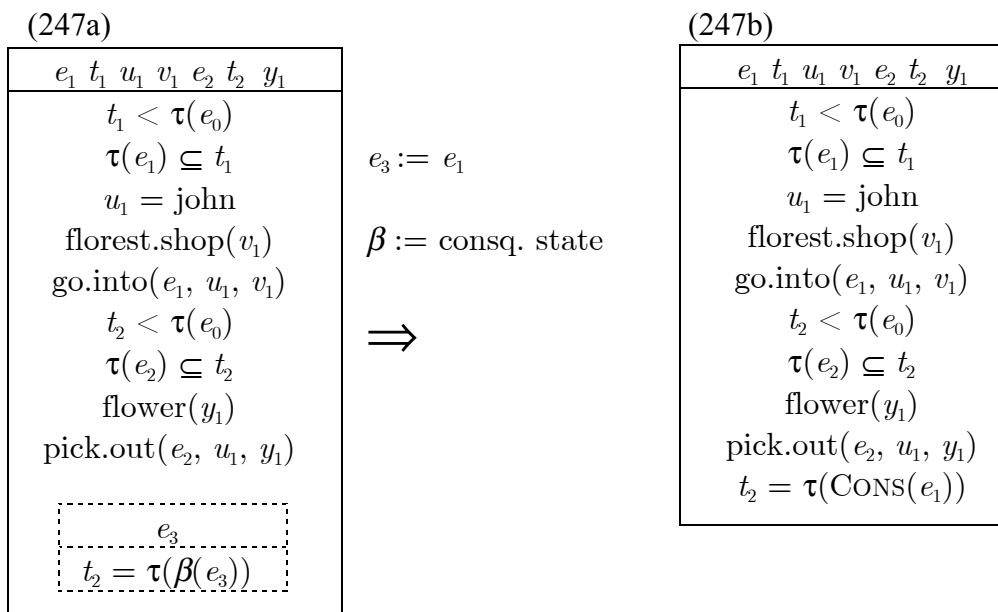 (247a)
e₁ t₁ u₁ v₁ e₂ t₂ y₁
t₁ < τ(e₀)
τ(e₁) ⊆ t₁
u₁ = john
florest.shop(v₁)
go.into(e₁, u₁, v₁)
t₂ < τ(e₀)
τ(e₂) ⊆ t₂
flower(y₁)
pick.out(e₂, u₁, y₁)
e₃
t₂ = τ(β(e₃))
e₃ := e₁
β := consq. state
⇒
(247b)
e₁ t₁ u₁ v₁ e₂ t₂ y₁
t₁ < τ(e₀)
τ(e₁) ⊆ t₁
u₁ = john
florest.shop(v₁)
go.into(e₁, u₁, v₁)
t₂ < τ(e₀)
τ(e₂) ⊆ t₂
flower(y₁)
pick.out(e₂, u₁, y₁)
t₂ = τ(CONS(e₁))